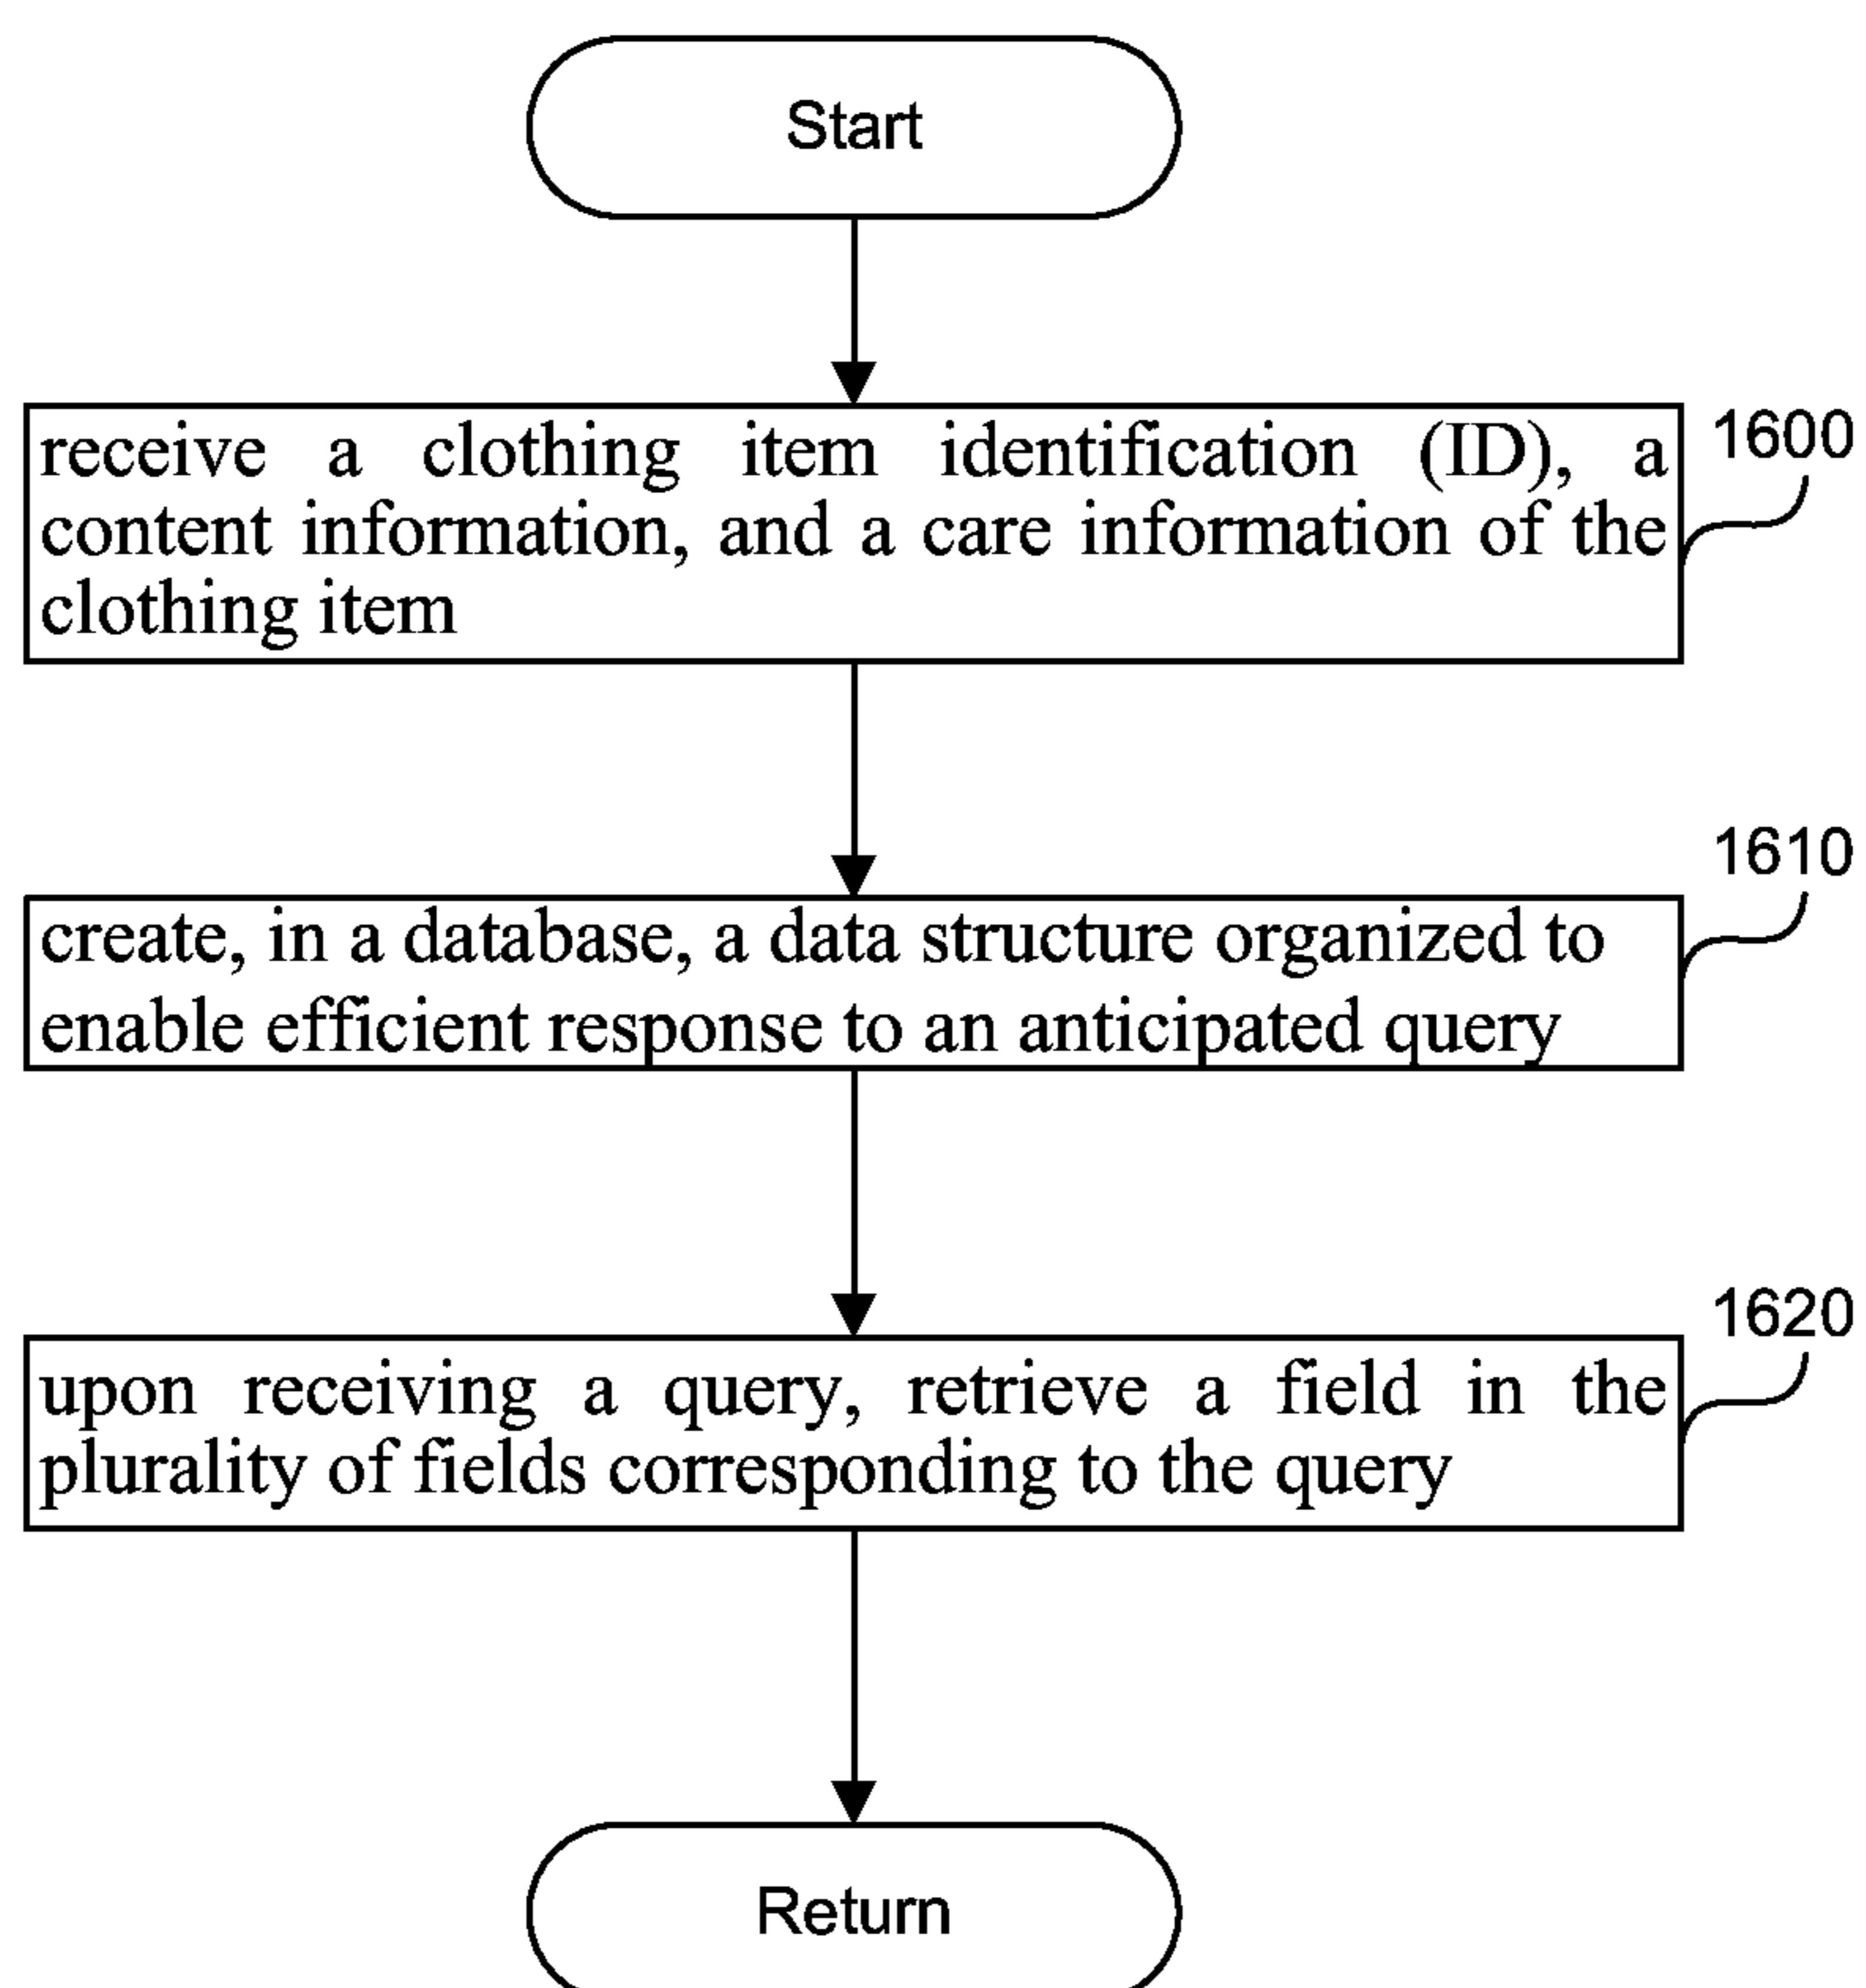 Start
receive a clothing item identification (ID), a
content information, and a care information of the
clothing item
1600
create, in a database, a data structure organized to
enable efficient response to an anticipated query
1610
upon receiving a query, retrieve a field in the
plurality of fields corresponding to the query
1620
Return